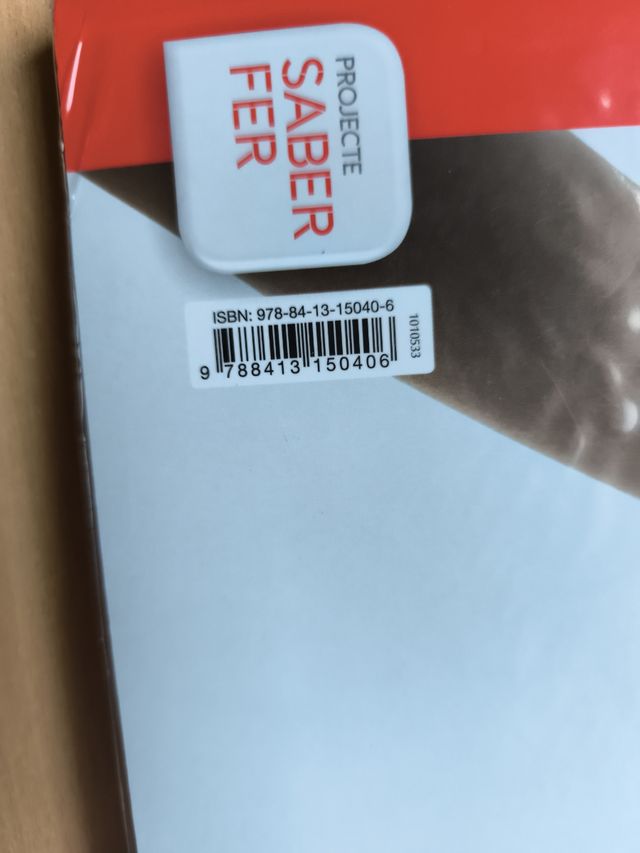 PROJECTE
SABER
FER
ISBN: 978-84-13-15040-6
9 788413 150406
1010533